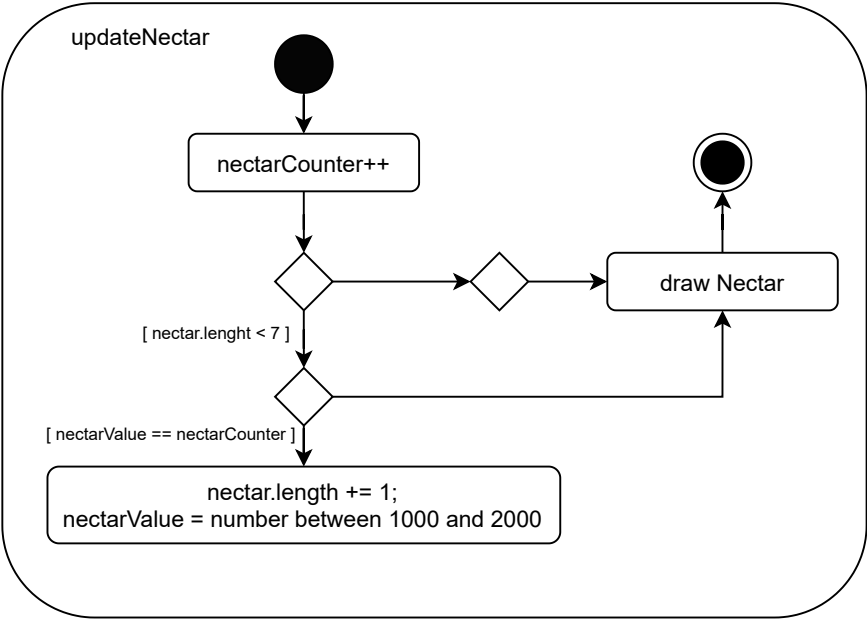 updateNectar
nectarCounter++
draw Nectar
[ nectar.lenght < 7 ]
[ nectarValue == nectarCounter ]
nectar.length += 1;
nectarValue = number between 1000 and 2000